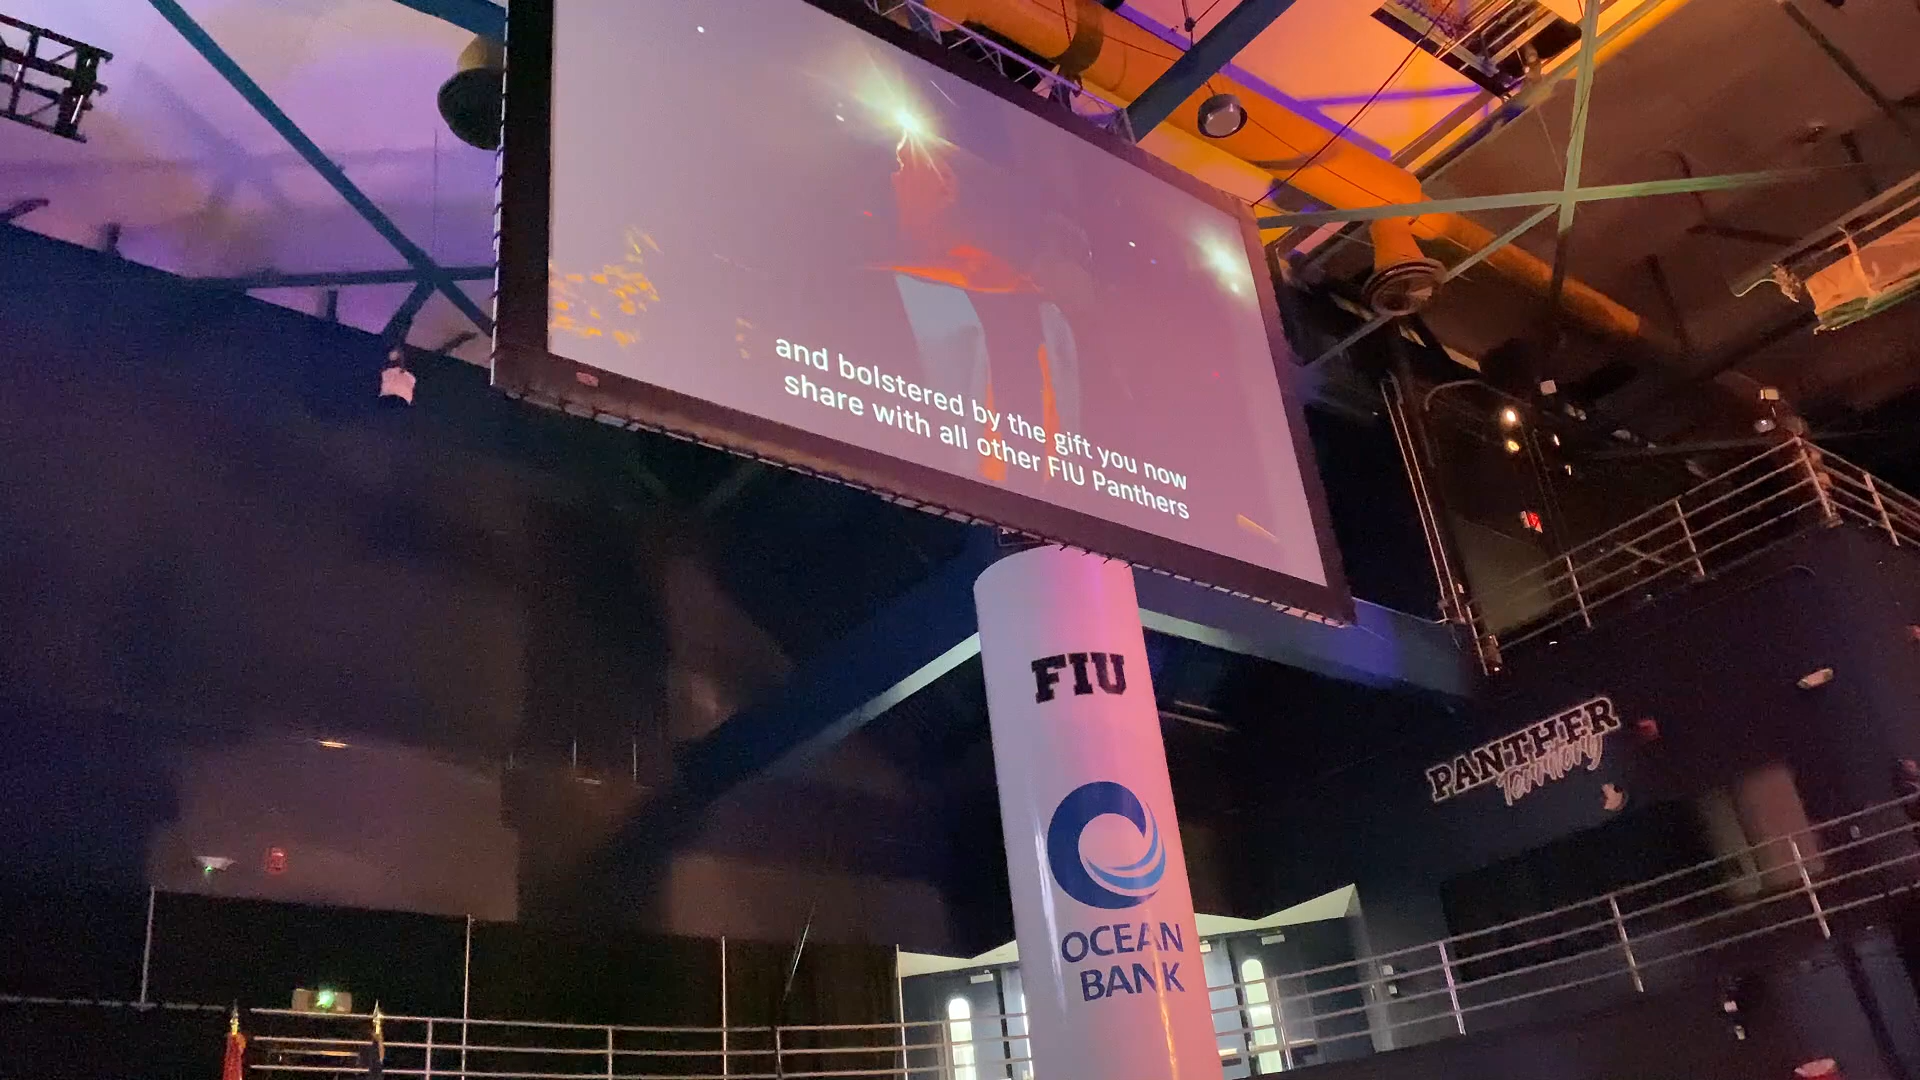 and bolstered by the gift you now
share with all other FIU Panthers
FIU
PANTHER
Territory
OCEAN
BANK